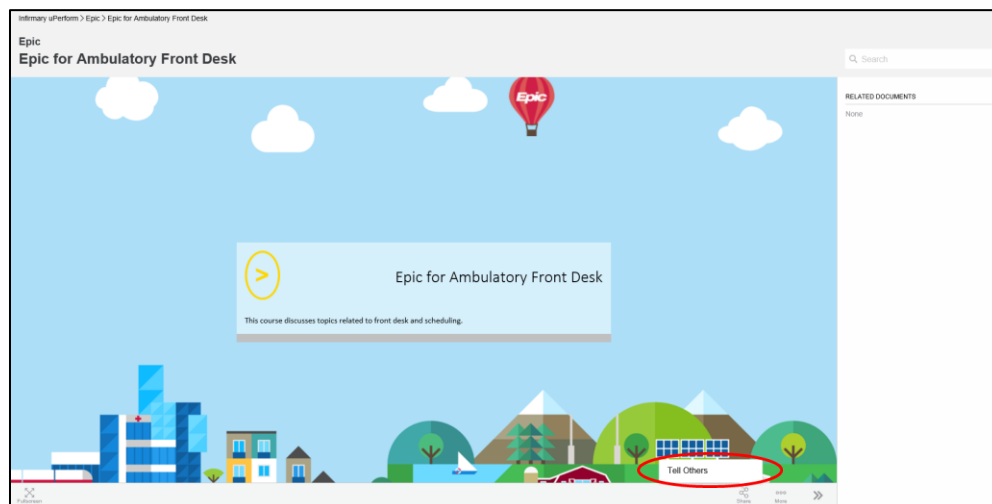 Infirmary uPerform > Epic > Epic for Ambulatory Front Desk
Epic
Epic for Ambulatory Front Desk
Search
Epic
RELATED DOCUMENTS
None
>
Epic for Ambulatory Front Desk
This course discusses topics related to front desk and scheduling.
Tell Others
Fullscreen
Share
More